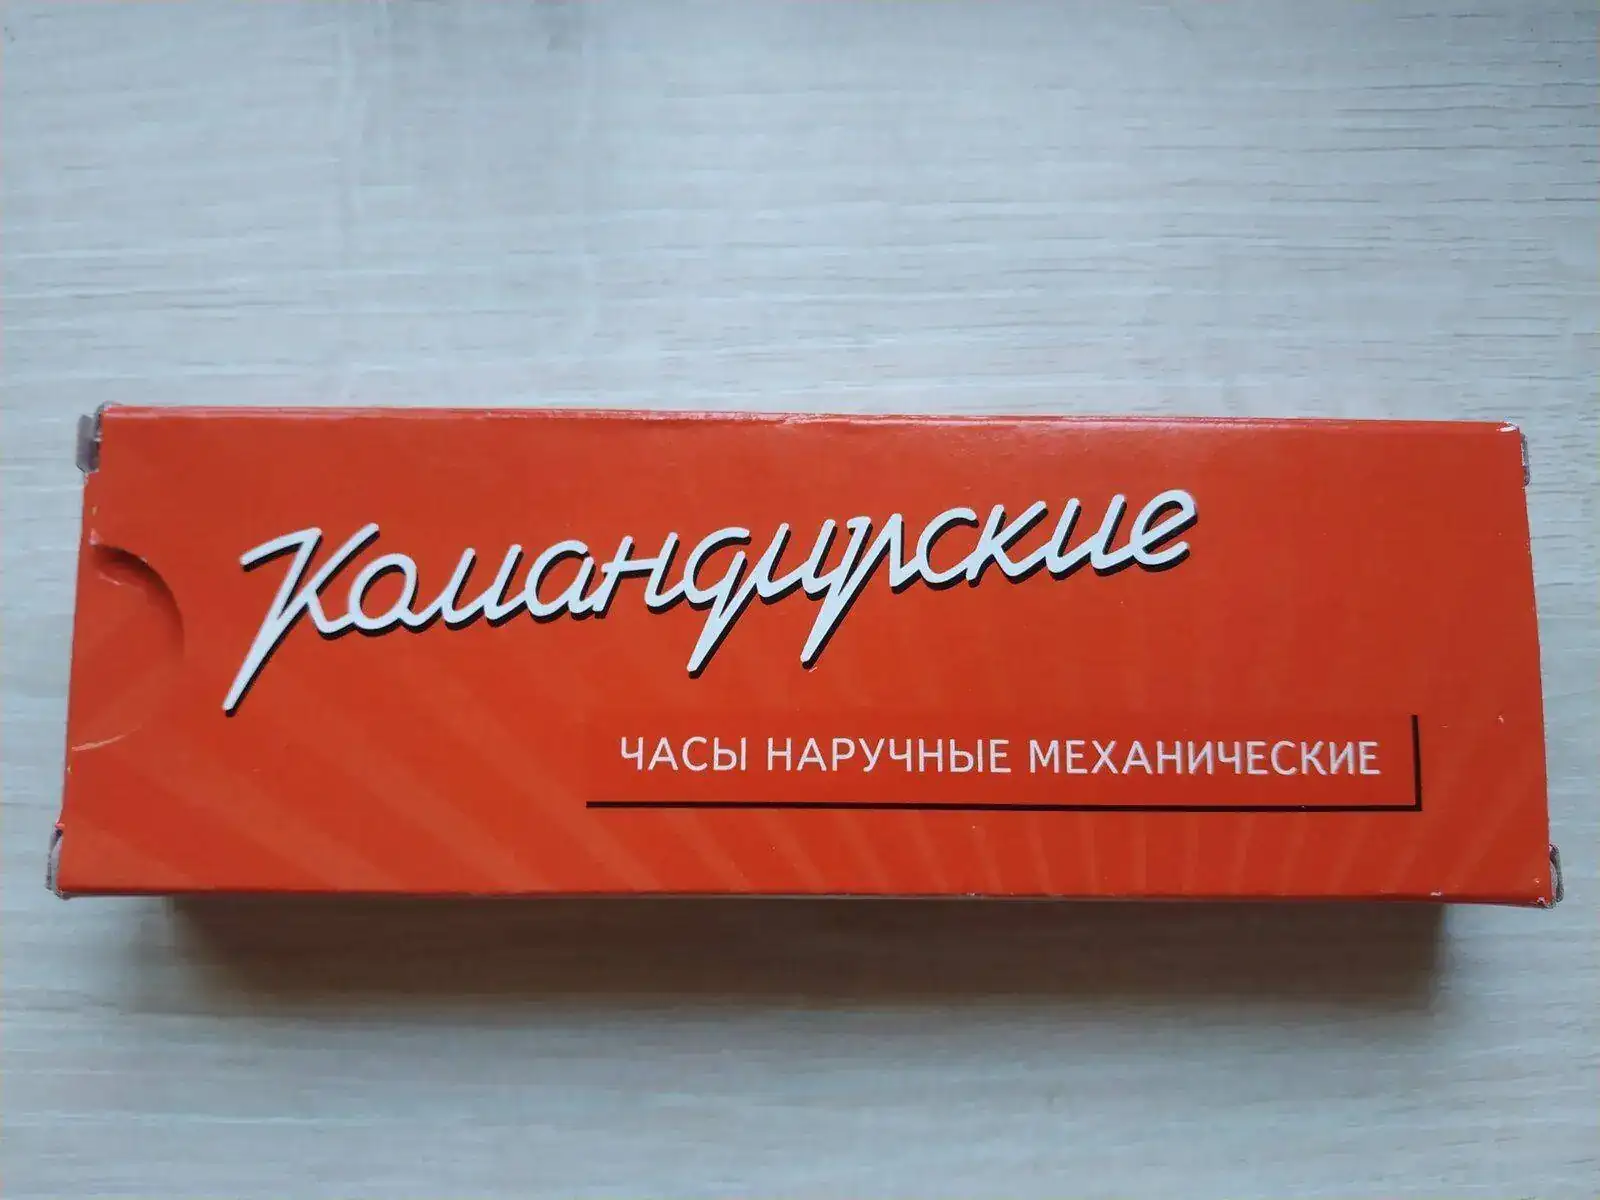 Командирские
ЧАСЫ НАРУЧНЫЕ МЕХАНИЧЕСКИЕ